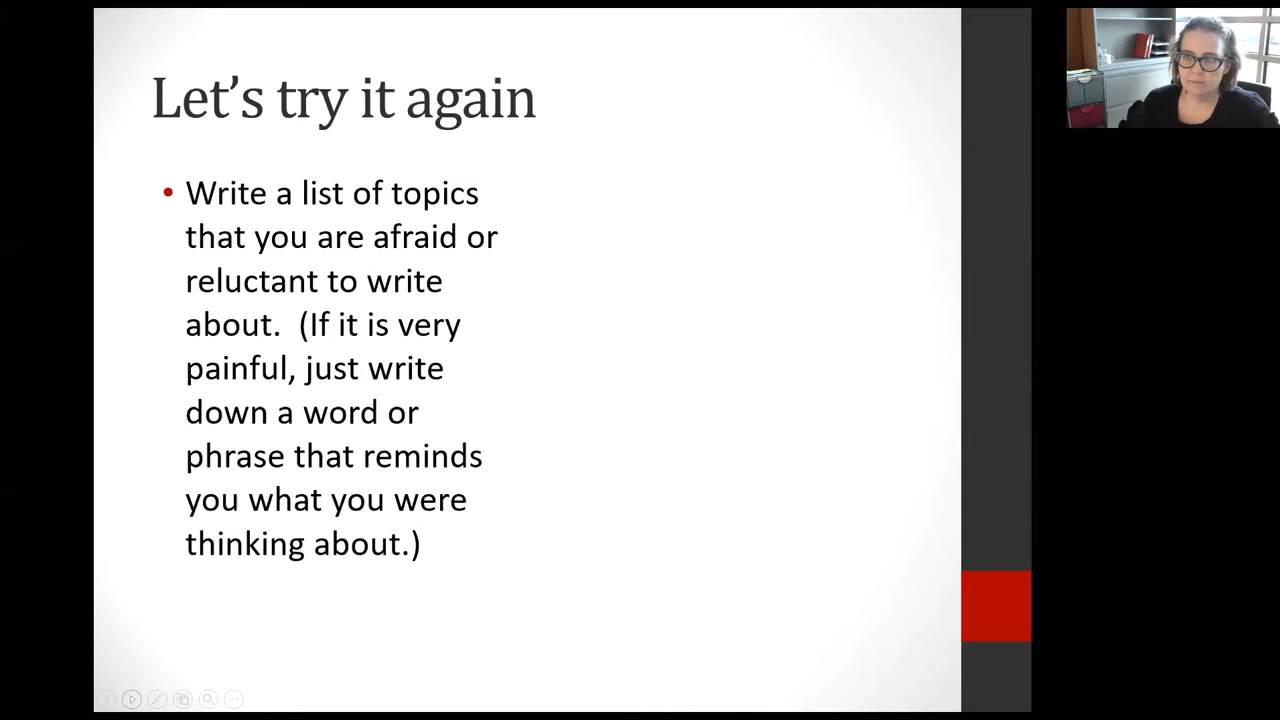 Let’s try it again
• Write a list of topics
that you are afraid or
reluctant to write
about.  (If it is very
painful, just write
down a word or
phrase that reminds
you what you were
thinking about.)